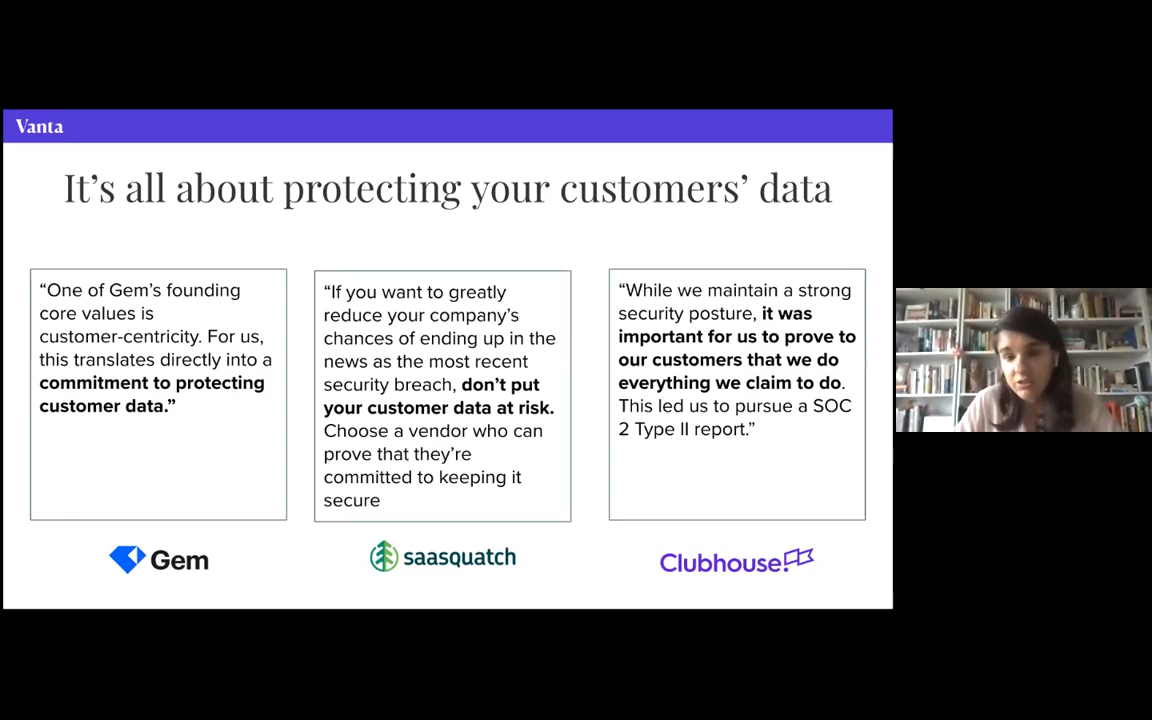 Vanta
It’s all about protecting your customers’ data
“One of Gem’s founding
core values is
customer-centricity. For us,
this translates directly into a
commitment to protecting
customer data.”
“If you want to greatly
reduce your company’s
chances of ending up in the
news as the most recent
security breach, don’t put
your customer data at risk.
Choose a vendor who can
prove that they’re
committed to keeping it
secure
“While we maintain a strong
security posture, it was
important for us to prove to
our customers that we do
everything we claim to do.
This led us to pursue a SOC
2 Type II report.”
Gem
saasquatch
Clubhouse